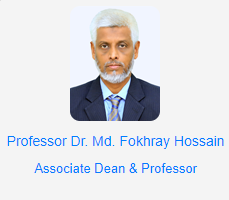 Professor Dr. Md. Fokhray Hossain
Associate Dean & Professor